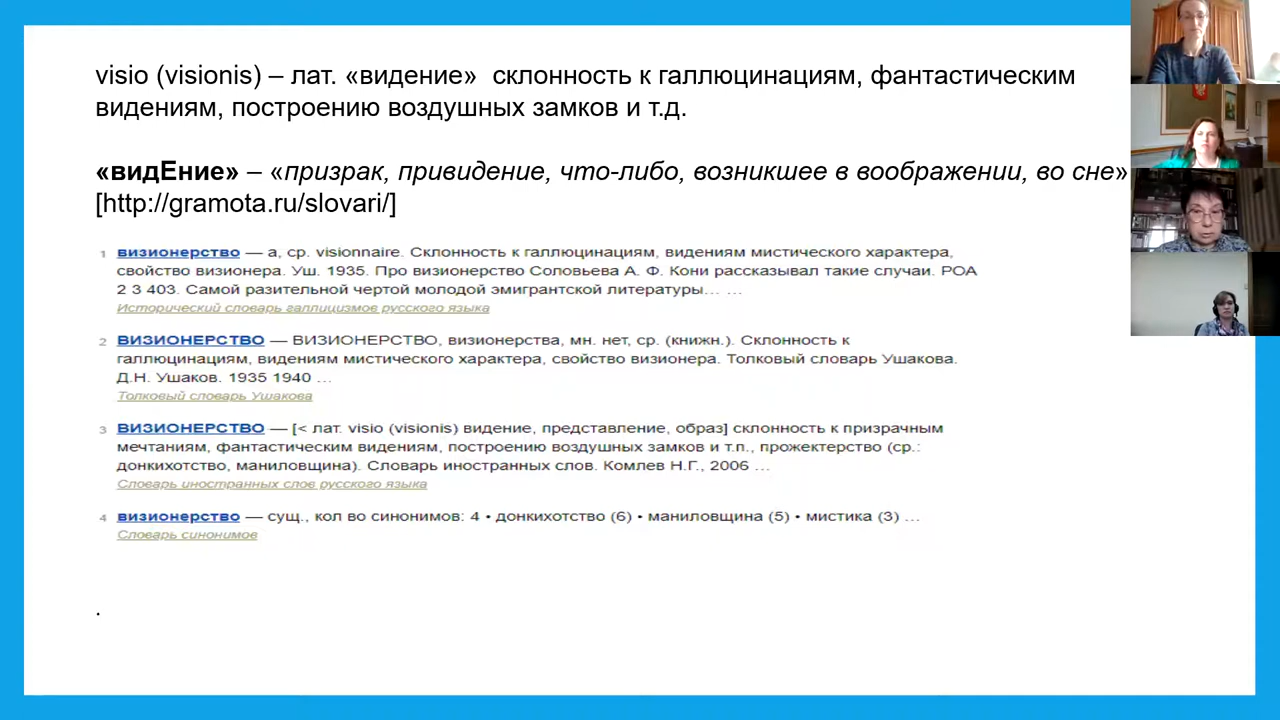 visio (visionis) – лат. «видение» склонность к галлюцинациям, фантастическим
видениям, построению воздушных замков и т.д.
«видЕние» – «призрак, привидение, что-либо, возникшее в воображении, во сне»
[http://gramota.ru/slovari/]
1 визионерство — а, ср. visionnaire. Склонность к галлюцинациям, видениям мистического характера,
свойство визионера. Уш. 1935. Про визионерство Соловьева А. Ф. Кони рассказывал такие случаи. РОА
2 3 403. Самой разительной чертой молодой эмигрантской литературы… …
Исторический словарь галлицизмов русского языка
2 ВИЗИОНЕРСТВО — ВИЗИОНЕРСТВО, визионерства, мн. нет, ср. (книжн.). Склонность к
галлюцинациям, видениям мистического характера, свойство визионера. Толковый словарь Ушакова.
Д.Н. Ушаков. 1935 1940 …
Толковый словарь Ушакова
3 ВИЗИОНЕРСТВО — [< лат. visio (visionis) видение, представление, образ] склонность к призрачным
мечтаниям, фантастическим видениям, построению воздушных замков и т.п., прожектерство (ср.:
донкихотство, маниловщина). Словарь иностранных слов. Комлев Н.Г., 2006 …
Словарь иностранных слов русского языка
4 визионерство — сущ., кол во синонимов: 4 • донкихотство (6) • маниловщина (5) • мистика (3) …
Словарь синонимов
.